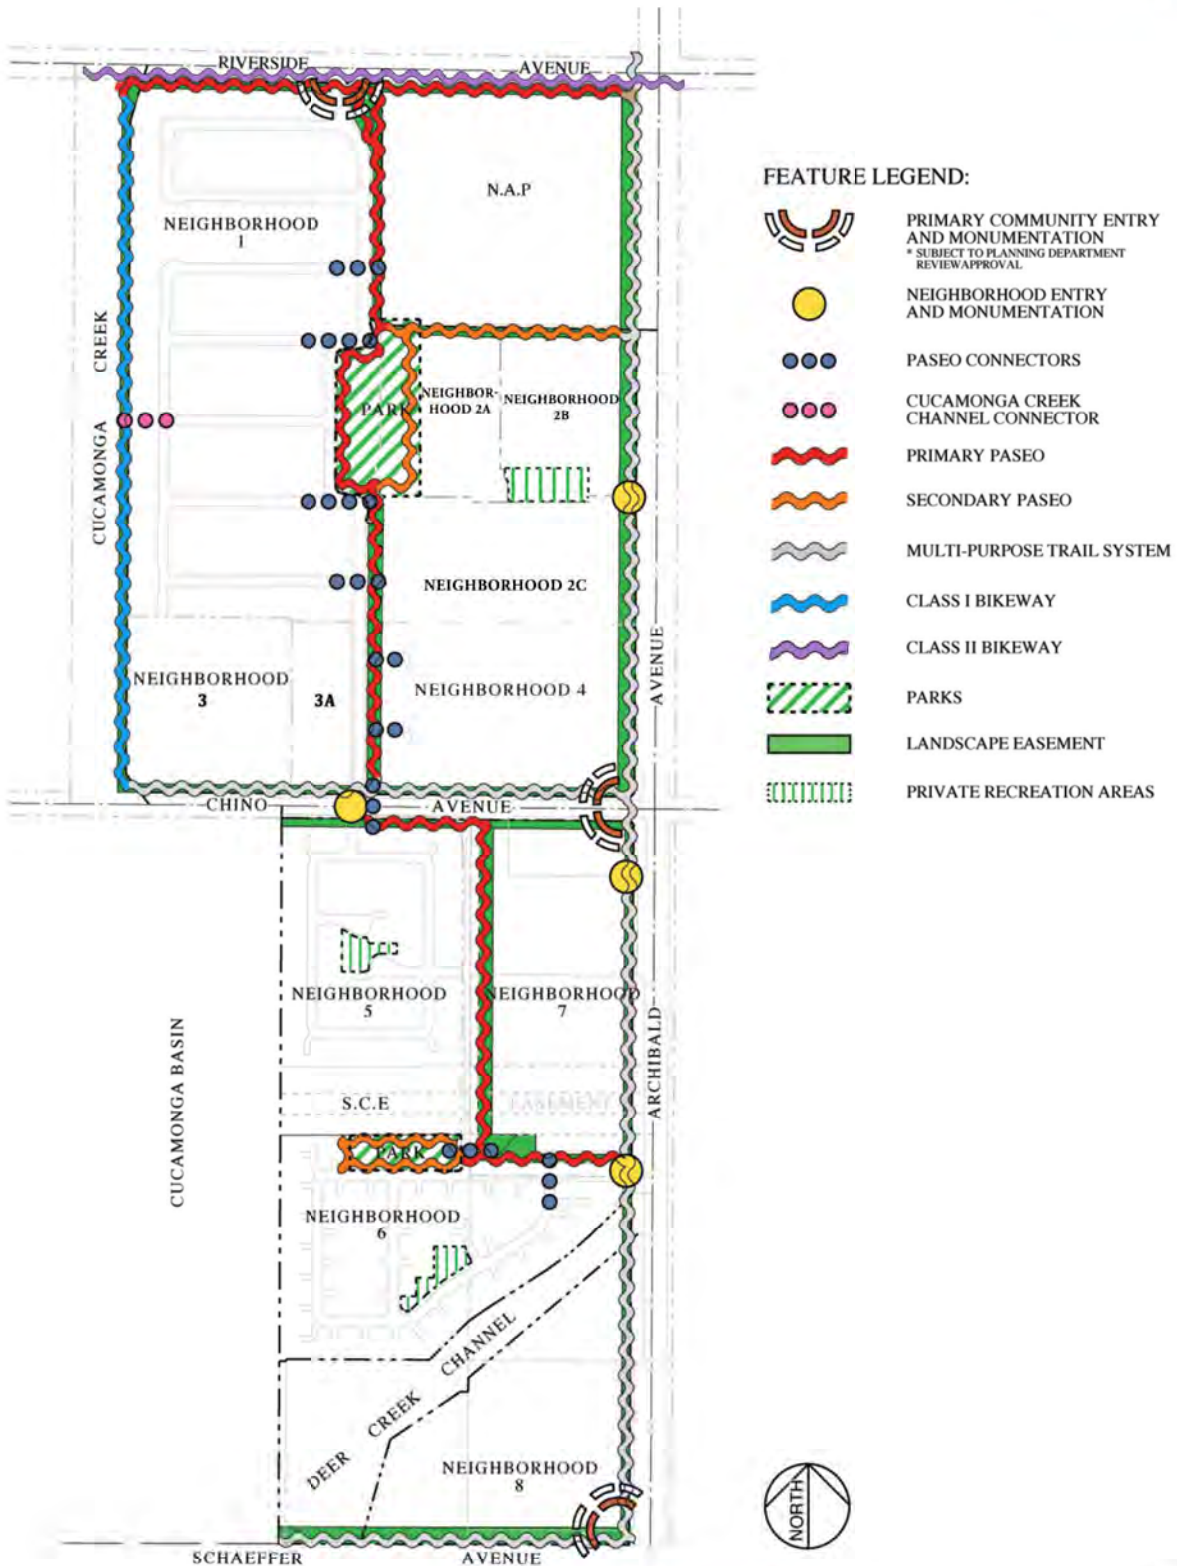 RIVERSIDE AVENUE
N.A.P
NEIGHBORHOOD
1
CUCAMONGA CREEK
PARK
NEIGHBOR-
HOOD 2A
NEIGHBORHOOD
2B
NEIGHBORHOOD 2C
NEIGHBORHOOD
3
3A
NEIGHBORHOOD 4
AVENUE
CHINO AVENUE
NEIGHBORHOOD
5
NEIGHBORHOOD
7
CUCAMONGA BASIN
ARCHIBALD
S.C.E
EASEMENT
PARK
NEIGHBORHOOD
6
DEER CREEK CHANNEL
NEIGHBORHOOD
8
SCHAEFFER AVENUE
FEATURE LEGEND:
PRIMARY COMMUNITY ENTRY
AND MONUMENTATION
* SUBJECT TO PLANNING DEPARTMENT
REVIEWAPPROVAL
NEIGHBORHOOD ENTRY
AND MONUMENTATION
PASEO CONNECTORS
CUCAMONGA CREEK
CHANNEL CONNECTOR
PRIMARY PASEO
SECONDARY PASEO
MULTI-PURPOSE TRAIL SYSTEM
CLASS I BIKEWAY
CLASS II BIKEWAY
PARKS
LANDSCAPE EASEMENT
PRIVATE RECREATION AREAS
NORTH